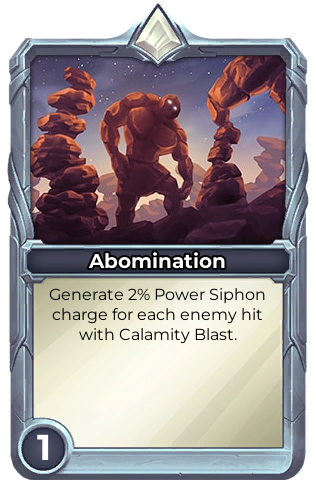 Abomination
Generate 2% Power Siphon
charge for each enemy hit
with Calamity Blast.
1